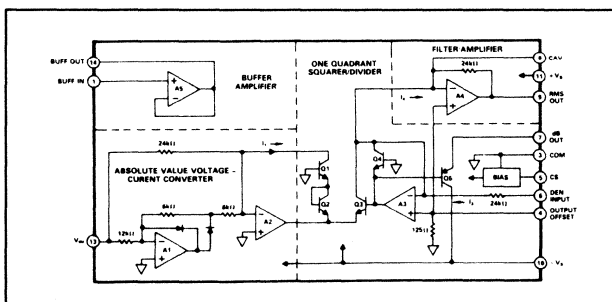 BUFF OUT 14
BUFF IN 1
A5
BUFFER
AMPLIFIER
ONE QUADRANT
SQUARER/DIVIDER
FILTER AMPLIFIER
8 CAV
24kΩ
11 + VS
A4
9 RMS
OUT
7 dB
OUT
3 COM
BIAS
5 CS
6 DEN
INPUT
24kΩ
4 OUTPUT
OFFSET
10 - VS
24kΩ
ABSOLUTE VALUE VOLTAGE -
CURRENT CONVERTER
6kΩ
6kΩ
12kΩ
13
A1
A2
Q1
Q2
Q3
Q4
Q5
A3
125Ω